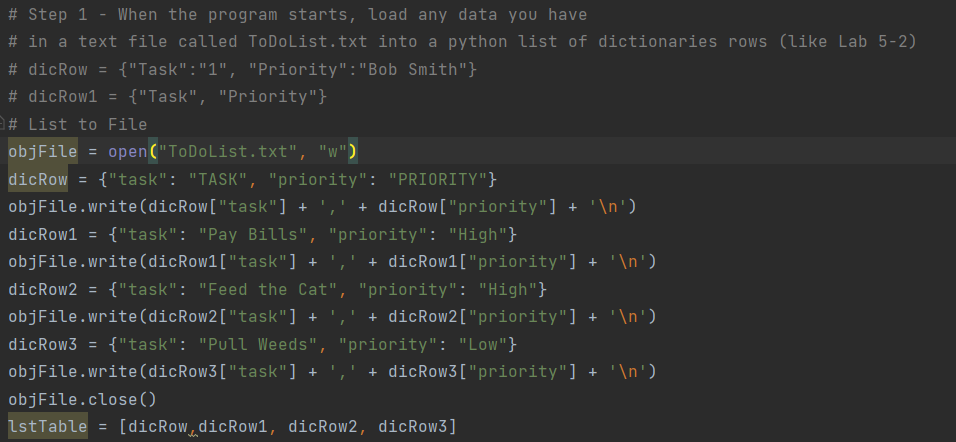 # Step 1 - When the program starts, load any data you have
# in a text file called ToDoList.txt into a python list of dictionaries rows (like Lab 5-2)
# dicRow = {"Task":"1", "Priority":"Bob Smith"}
# dicRow1 = {"Task", "Priority"}
# List to File
objFile = open("ToDoList.txt", "w")
dicRow = {"task": "TASK", "priority": "PRIORITY"}
objFile.write(dicRow["task"] + ',' + dicRow["priority"] + '\n')
dicRow1 = {"task": "Pay Bills", "priority": "High"}
objFile.write(dicRow1["task"] + ',' + dicRow1["priority"] + '\n')
dicRow2 = {"task": "Feed the Cat", "priority": "High"}
objFile.write(dicRow2["task"] + ',' + dicRow2["priority"] + '\n')
dicRow3 = {"task": "Pull Weeds", "priority": "Low"}
objFile.write(dicRow3["task"] + ',' + dicRow3["priority"] + '\n')
objFile.close()
lstTable = [dicRow,dicRow1, dicRow2, dicRow3]